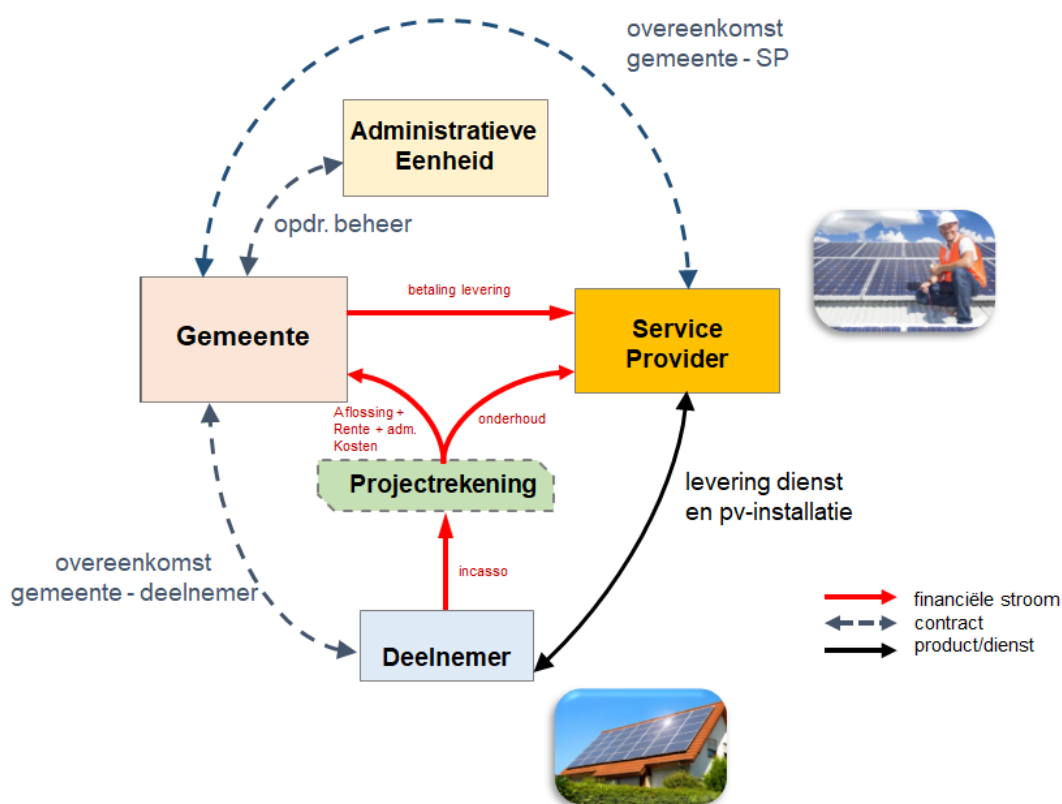 overeenkomst
gemeente - SP
Administratieve
Eenheid
opdr. beheer
betaling levering
Gemeente
Service
Provider
Aflossing +
Rente + adm.
Kosten
onderhoud
Projectrekening
levering dienst
en pv-installatie
incasso
overeenkomst
gemeente - deelnemer
Deelnemer
financiële stroom
contract
product/dienst